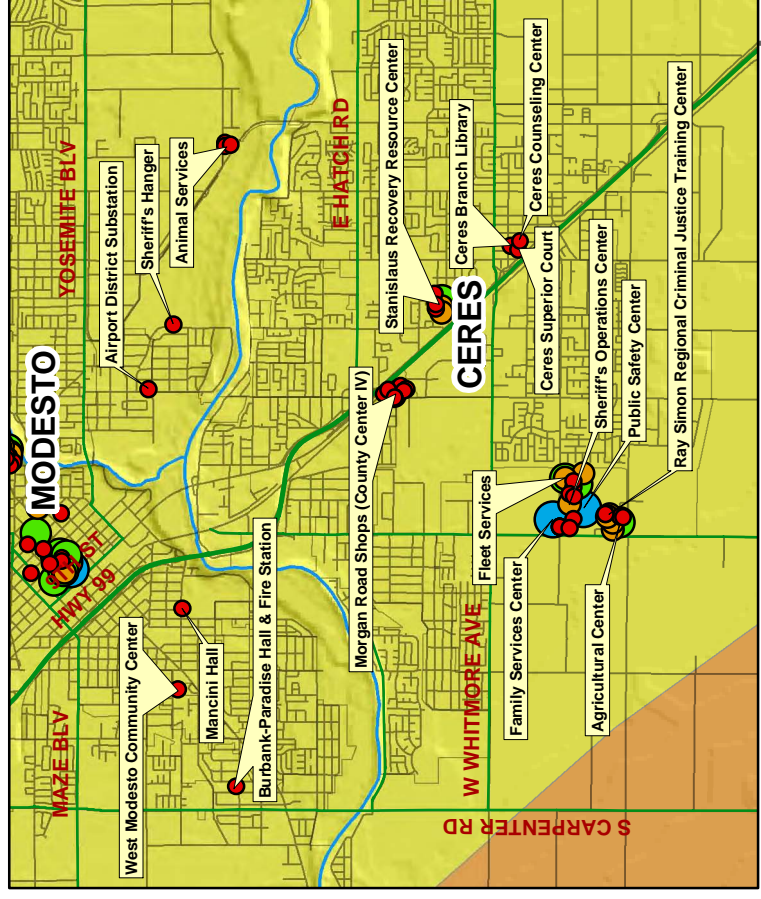 YOSEMITE BLV
MODESTO
Airport District Substation
Sheriff's Hanger
Animal Services
E HATCH RD
9TH ST
HWY 99
MAZE BLV
West Modesto Community Center
Mancini Hall
Burbank-Paradise Hall & Fire Station
Morgan Road Shops (County Center IV)
Stanislaus Recovery Resource Center
Ceres Branch Library
Ceres Counseling Center
CERES
Ceres Superior Court
Sheriff's Operations Center
Public Safety Center
Ray Simon Regional Criminal Justice Training Center
Fleet Services
Family Services Center
Agricultural Center
W WHITMORE AVE
S CARPENTER RD